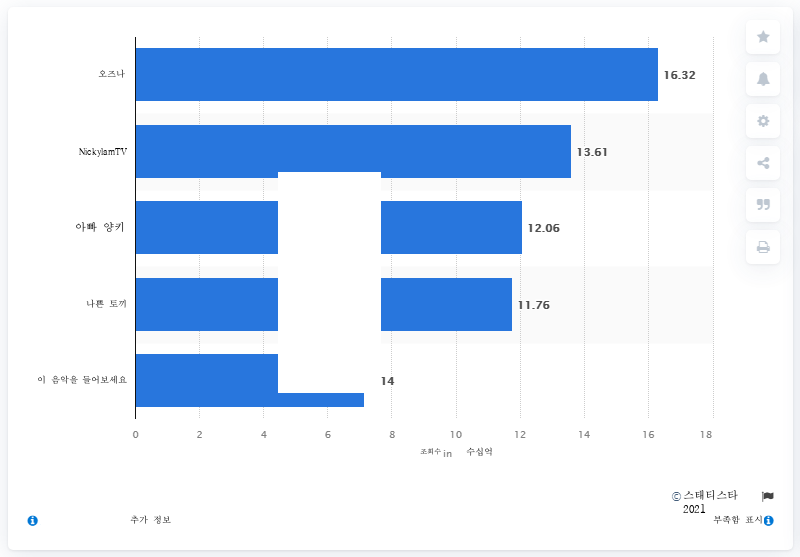 오즈나
16.32
NickylamTV
13.61
아빠 양키
12.06
나쁜 토끼
11.76
이 음악을 들어보세요
14
0 2 4 6 8 10 12 14 16 18
조회수 in 수십억
© 스태티스타
2021
추가 정보
부족함 표시